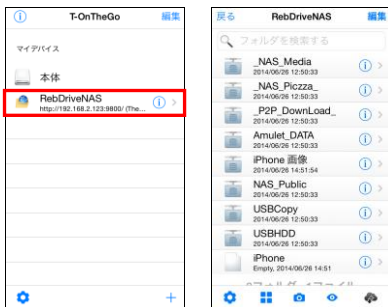 T-OnTheGo
編集
マイデバイス
本体
RebDriveNAS
http://192.168.2.123:9800/ (The...
戻る
RebDriveNAS
編集
フォルダを検索する
_NAS_Media
2014/06/26 12:50:33
_NAS_Piczza_
2014/06/26 12:50:33
_P2P_DownLoad_
2014/06/26 12:50:33
Amulet_DATA
2014/06/26 12:50:33
iPhone 画像
2014/06/26 14:51:54
NAS_Public
2014/06/26 12:50:33
USBCopy
2014/06/26 12:50:33
USBHDD
2014/06/26 12:50:33
iPhone
Empty, 2014/06/26 14:51